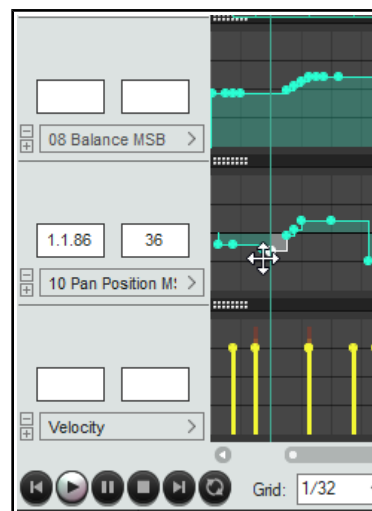 08 Balance MSB
1.1.86 36
10 Pan Position M:
Velocity
Grid: 1/32